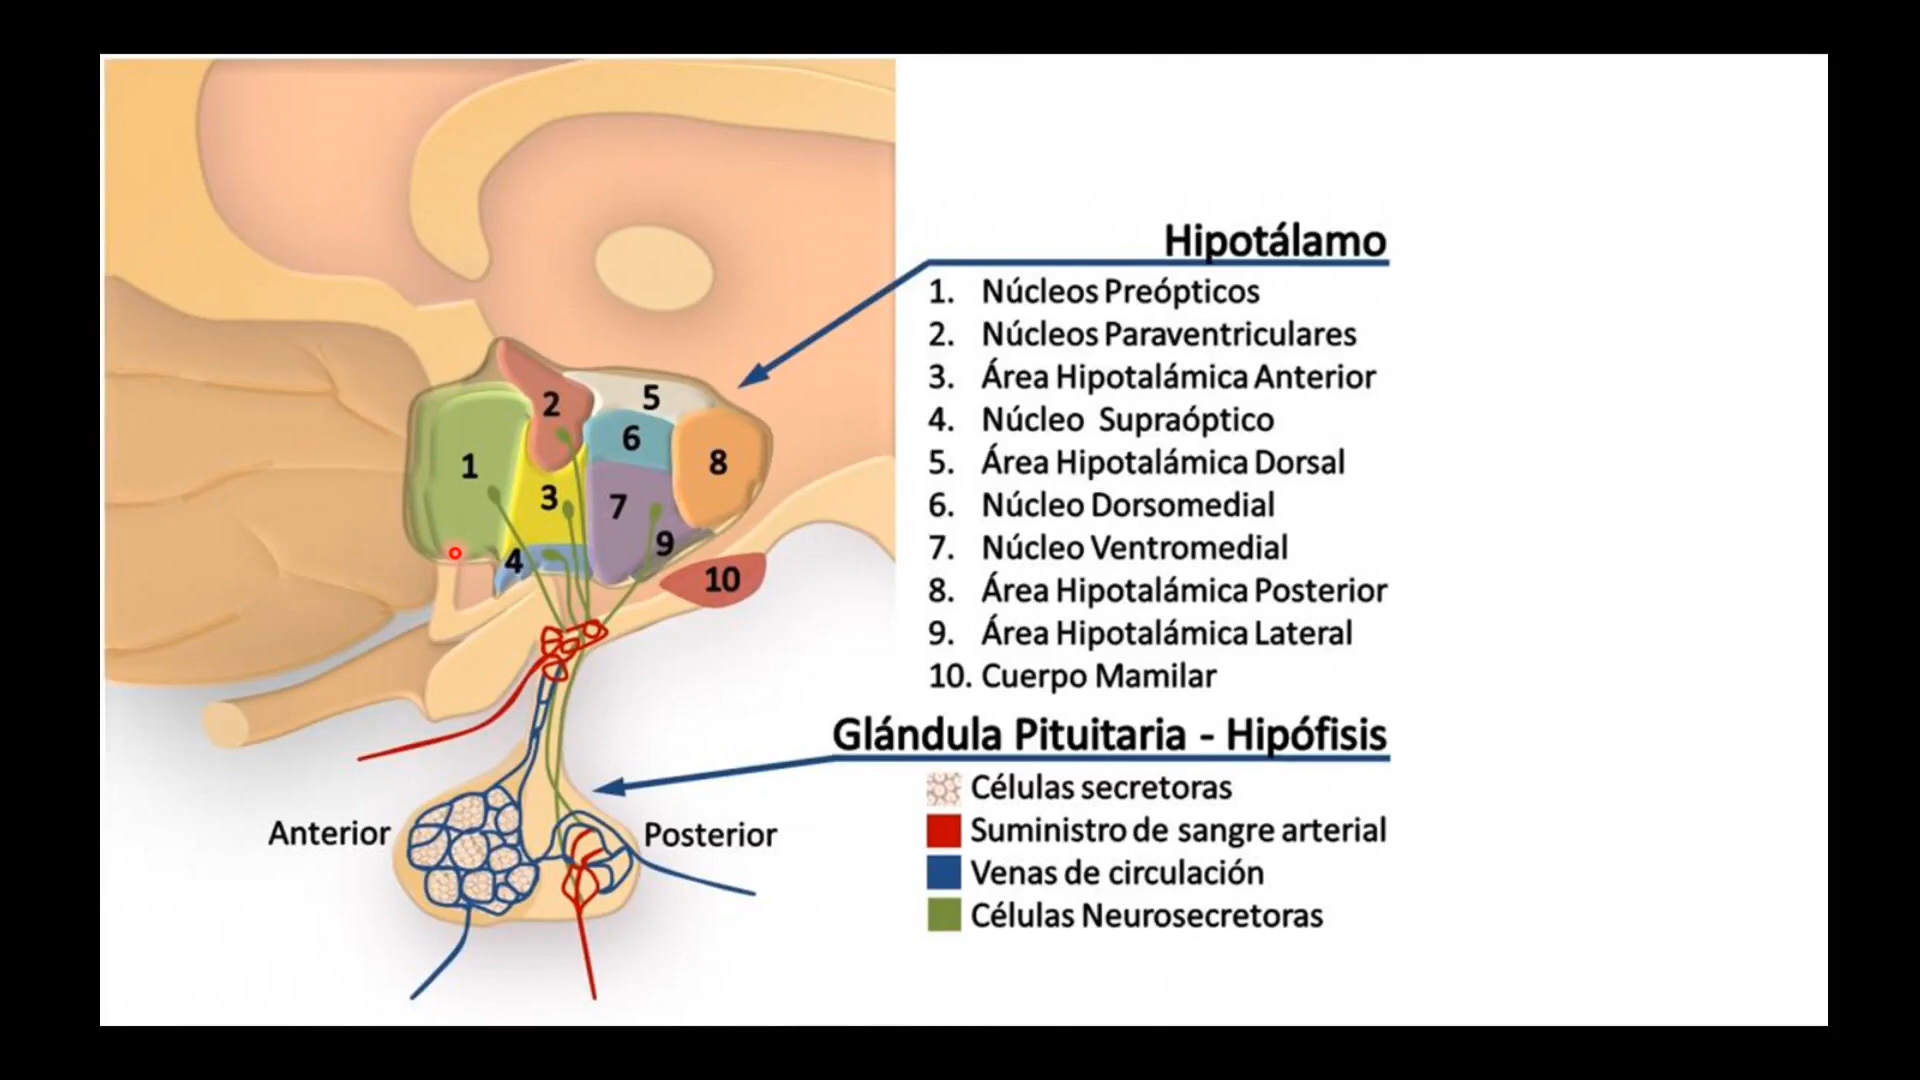 Hipotálamo
1. Núcleos Preópticos
2. Núcleos Paraventriculares
3. Área Hipotalámica Anterior
4. Núcleo Supraóptico
5. Área Hipotalámica Dorsal
6. Núcleo Dorsomedial
7. Núcleo Ventromedial
8. Área Hipotalámica Posterior
9. Área Hipotalámica Lateral
10. Cuerpo Mamilar
1
2
3
4
5
6
7
8
9
10
Glándula Pituitaria - Hipófisis
Células secretoras
Suministro de sangre arterial
Venas de circulación
Células Neurosecretoras
Anterior
Posterior